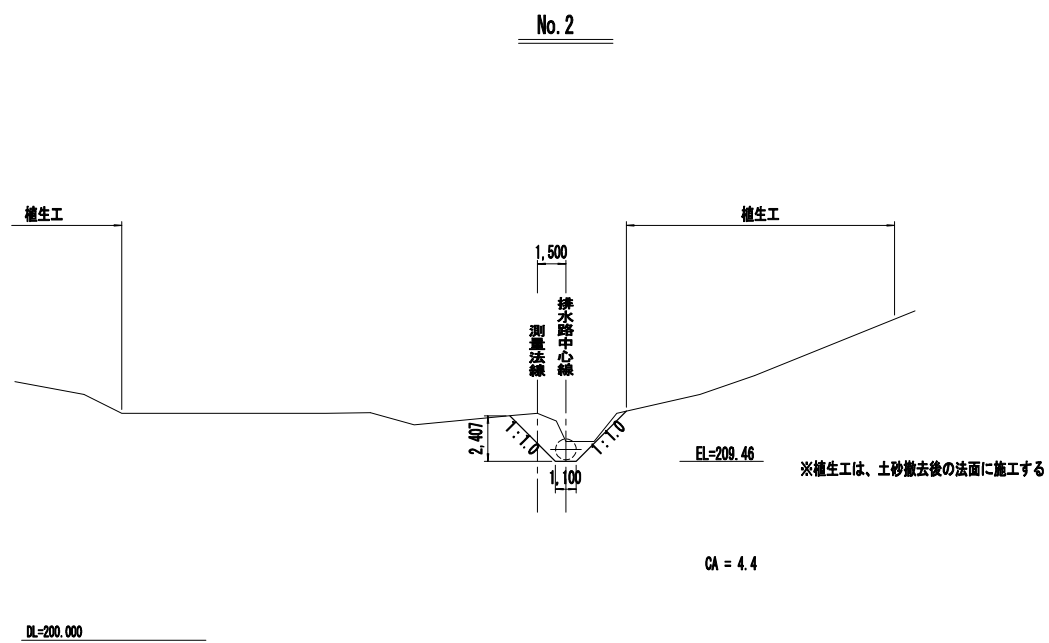 No.2
植生工
植生工
1,500
排水路中心線
測量法線
2,407
1:1.0
1:1.0
EL=209.46
※植生工は、土砂撤去後の法面に施工する
1,100
CA = 4.4
DL=200.000